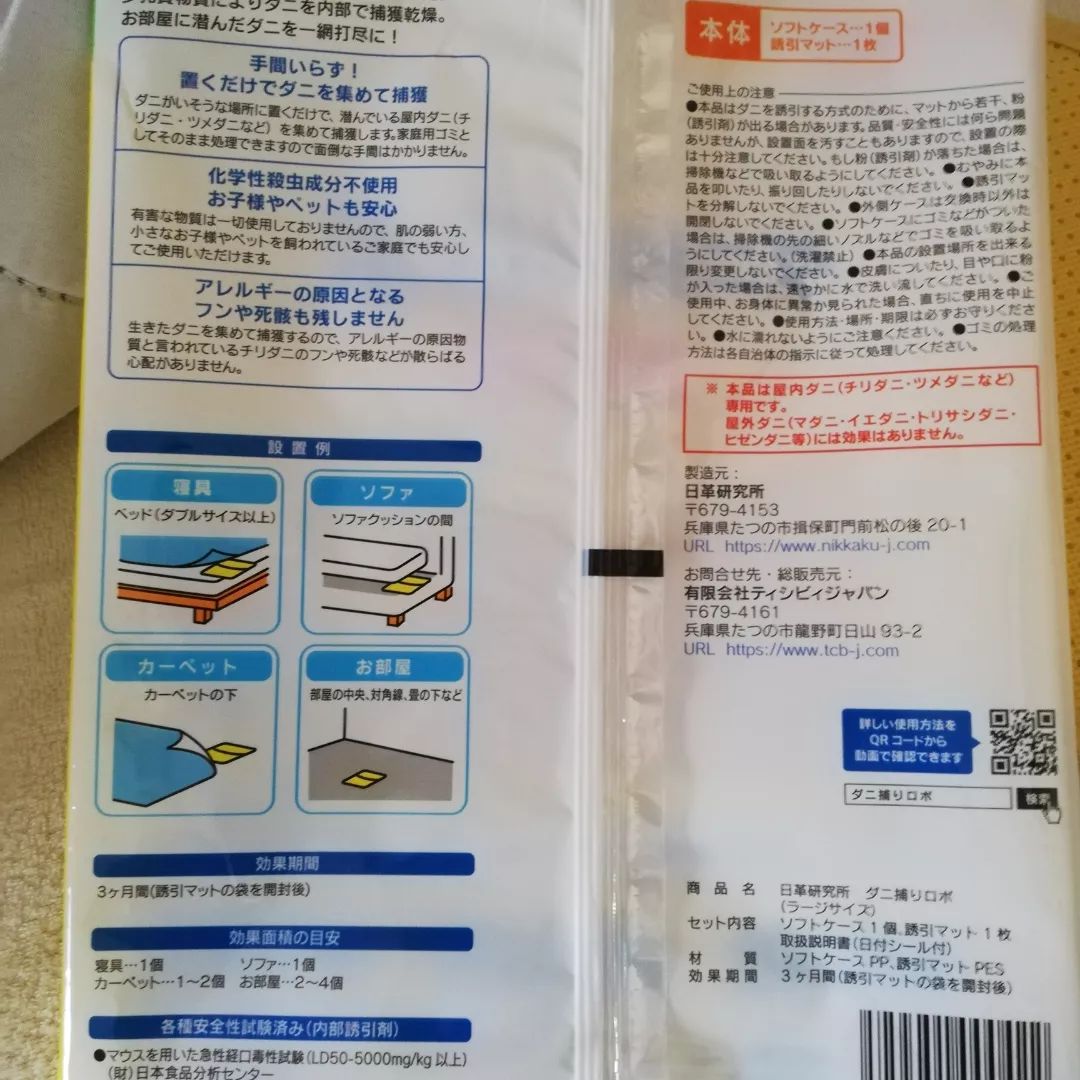 タ孔質物質によりダニを内部で捕獲乾燥。
お部屋に潜んだダニを一網打尽に！
手間いらず！
置くだけでダニを集めて捕獲
ダニがいそうな場所に置くだけで、潜んでいる屋内ダニ(チ
リダニ・ツメダニなど）を集めて捕獲します。家庭用ゴミと
してそのまま処理できますので面倒な手間はかかりません。
化学性殺虫成分不使用
お子様やペットも安心
有害な物質は一切使用しておりませんので、肌の弱い方、
小さなお子様やペットを飼われているご家庭でも安心し
てご使用いただけます。
アレルギーの原因となる
フンや死骸も残しません
生きたダニを集めて捕獲するので、アレルギーの原因物
質と言われているチリダニのフンや死骸などが散らばる
心配がありません。
設置例
寝具
ベッド(ダブルサイズ以上)
ソファ
ソファクッションの間
カーペット
カーペットの下
お部屋
部屋の中央、対角線、畳の下など
効果期間
3ヶ月間(誘引マットの袋を開封後)
効果面積の目安
寝具…1個 ソファ…1個
カーペット…1～2個 お部屋…2～4個
各種安全性試験済み(内部誘引剤)
●マウスを用いた急性経口毒性試験(LD50-5000mg/kg以上)
(財)日本食品分析センター
本体
ソフトケース…1個
誘引マット…1枚
ご使用上の注意
●本品はダニを誘引する方式のために、マットから若干、粉
(誘引剤)が出る場合があります。品質・安全性には何ら問題
ありませんが、設置面を汚すこともありますので、設置の際
は十分注意してください。もし粉(誘引剤)が落ちた場合は、
掃除機などで吸い取るようにしてください。●むやみに本
品を叩いたり、振り回したりしないでください。●誘引マッ
トを分解しないでください。●外側ケースは交換時以外は
開閉しないでください。●ソフトケースにゴミなどがついた
場合は、掃除機の先の細いノズルなどでゴミを吸い取るよ
うにしてください。(洗濯禁止)●本品の設置場所を出来る
限り変更しないでください。●皮膚についたり、目や口に粉
が入った場合は、速やかに水で洗い流してください。●ご
使用中、お身体に異常が見られた場合、直ちに使用を中止
してください。●使用方法・場所・期限は必ずお守りくださ
い。●水に濡れないようにご注意ください。●ゴミの処理
方法は各自治体の指示に従って処理してください。
※ 本品は屋内ダニ(チリダニ・ツメダニなど)
専用です。
屋外ダニ(マダニ・イエダニ・トリサシダニ・
ヒゼンダニ等)には効果はありません。
製造元：
日革研究所
〒679-4153
兵庫県たつの市揖保町門前松の後 20-1
URL https://www.nikkaku-j.com
お問合せ先・総販売元：
有限会社ティシビィジャパン
〒679-4161
兵庫県たつの市龍野町日山 93-2
URL https://www.tcb-j.com
詳しい使用方法を
QRコードから
動画で確認できます
ダニ捕りロボ 検索
商品名 日革研究所 ダニ捕りロボ
(ラージサイズ)
セット内容 ソフトケース1個、誘引マット1枚
取扱説明書(日付シール付)
材質 ソフトケース PP、誘引マット PES
効果期間 3ヶ月間(誘引マットの袋を開封後)